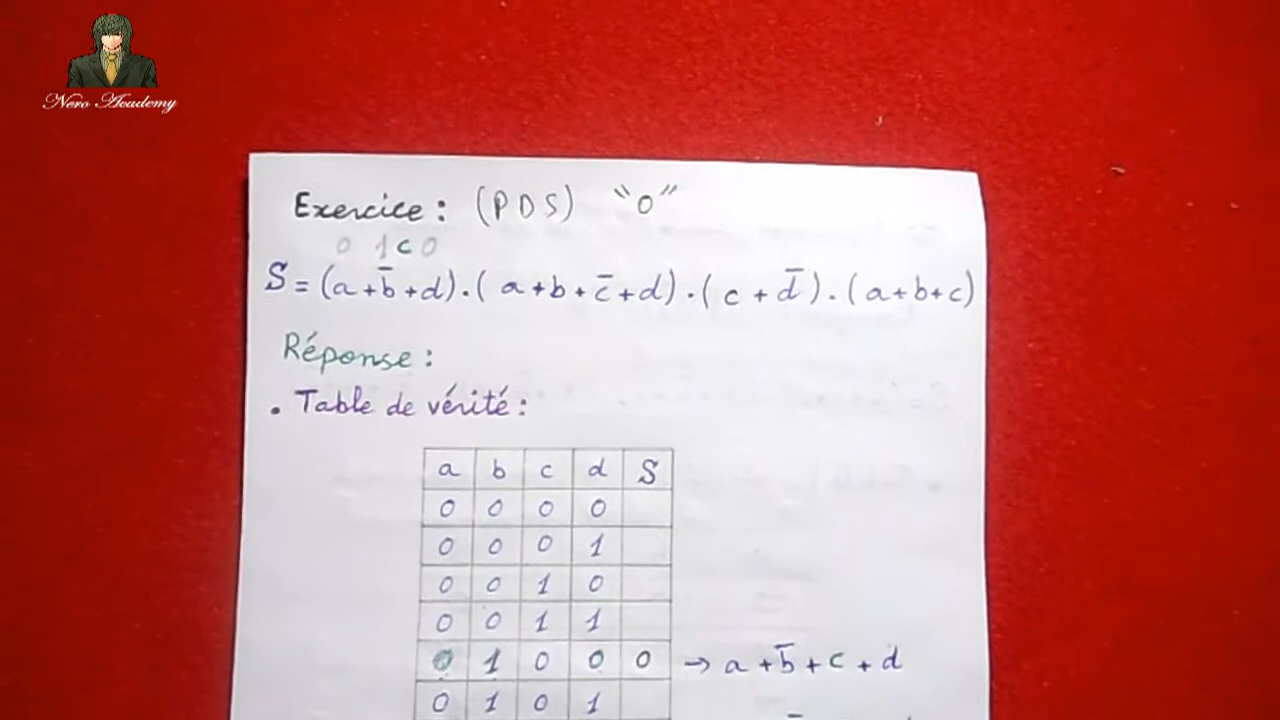 Nero Academy
Exercice : (PDS) "0"
0 1 c 0
S = (a + b̄ + d) . ( a + b + c̄ + d) . ( c + d̄ ) . (a + b + c)
Réponse :
. Table de vérité :
a b c d S
0 0 0 0
0 0 0 1
0 0 1 0
0 0 1 1
0 1 0 0 0 → a + b̄ + c + d
0 1 0 1